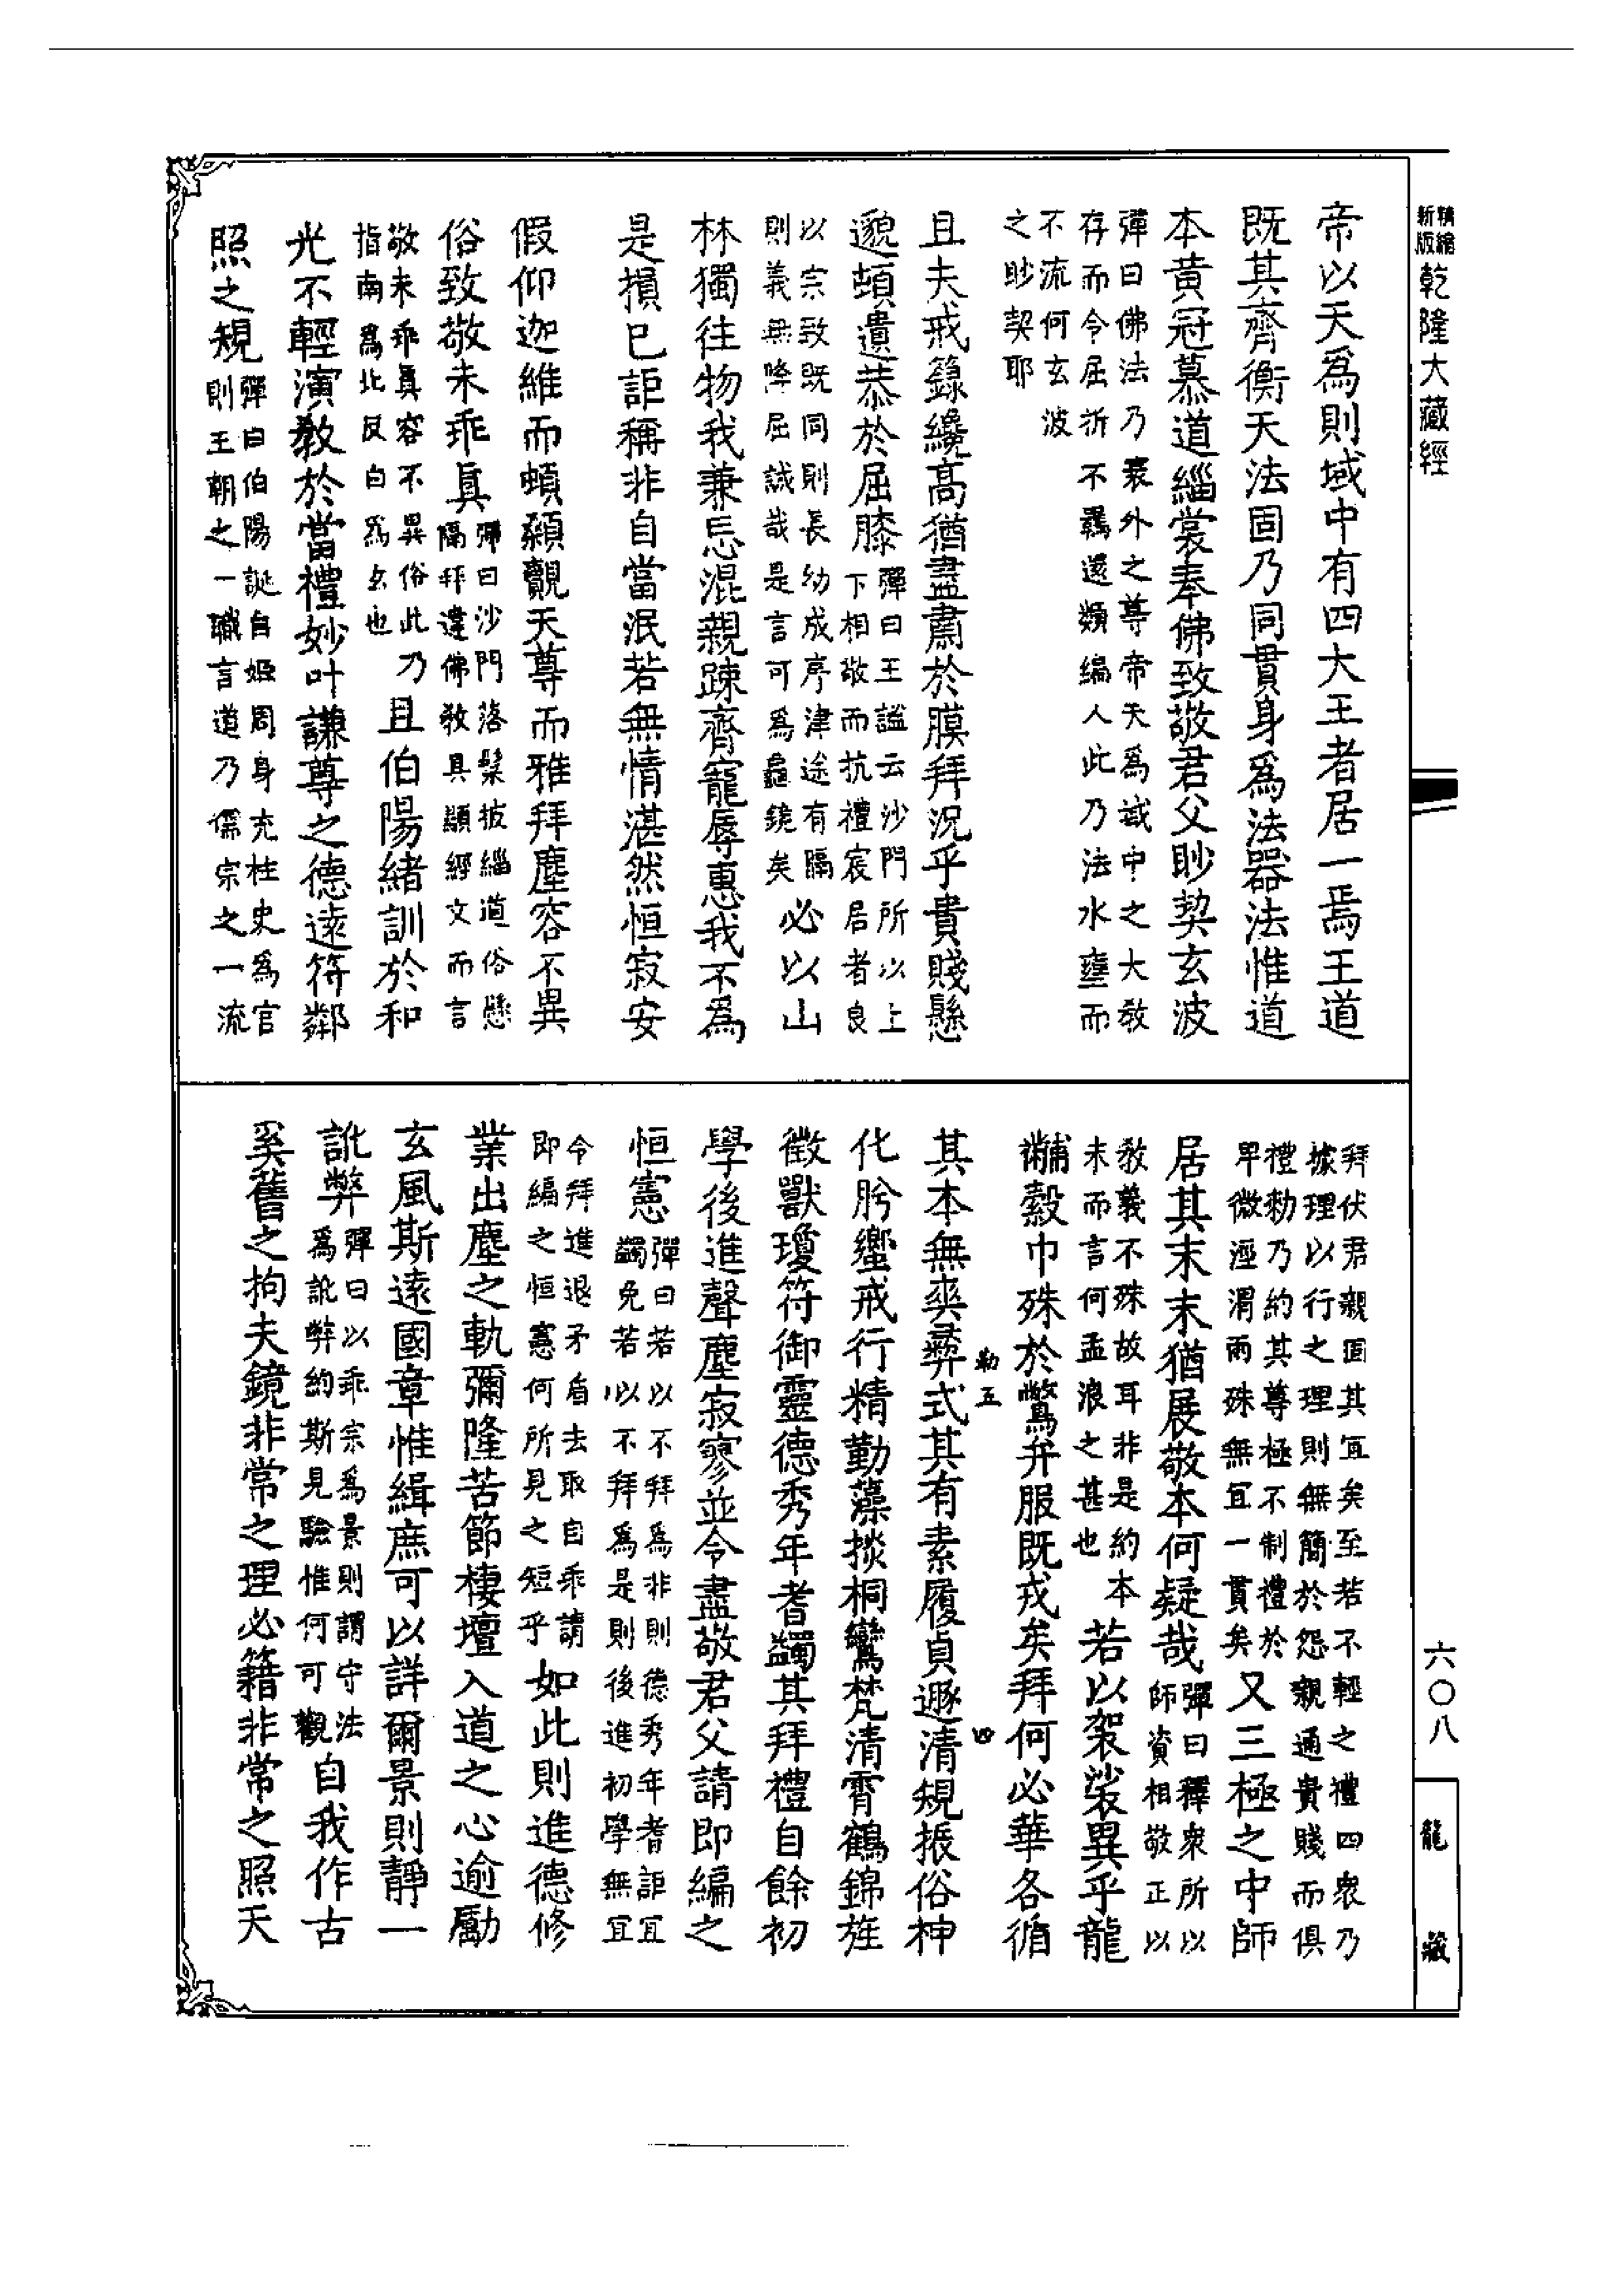 精繪
新版
乾隆大藏經
帝以天爲則域中有四大王者居一焉王道
既其齊衡天法固乃同貫身爲法器法惟道
本黃冠慕道緇裳奉佛致敬君父眇契玄波
彈曰佛法乃衷外之尊帝天爲域中之大教
存而令屈折不羈遠類編人此乃法水壅而
不流何玄波
之眇契耶
且夫戒籙纔高猶盡肅於膜拜況乎貴賤懸
邈頓遺恭於屈膝彈曰王謐云沙門所以上
下相敬而抗禮宸居者良
以宗致既同則長幼成序津途有隔
則義無降屈誠哉是言可爲龜鏡矣必以山
林獨往物我兼忘混親疎齊寵辱惠我不爲
是損已詎稱非自當泯若無情湛然恒寂安
假仰迦維而頓顙覿天尊而雅拜塵容不異
俗致敬未乖眞彈曰沙門落髮披緇道俗懸
隔拜違佛教具顯經文而言
敬未乖眞容不異俗此乃
指南爲北反白爲玄也且伯陽緒訓於和
光不輕演教於當禮妙叶謙尊之德遠符鄰
照之規彈曰伯陽誕自姬周身充柱史爲官
則王朝之一職言道乃儒宗之一流
拜伏君親固其宜矣至若不輕之禮四衆乃
據理以行之理則無簡於怨親通貴賤而俱
禮勅乃約其尊極不制禮於
卑微涇渭雨殊無宜一貫矣又三極之中師
居其末末猶展敬本何疑哉彈曰釋衆所以
師資相敬正以
教義不殊故耳非是約本
末而言何孟浪之甚也若以袈裟異乎龍
黼縠巾殊於鷩弁服既戎矣拜何必華各循
其本無爽彝式其有素履貞遯清規振俗神
化肹蠁戒行精勤藻掞桐鸞梵清霄鶴錦旌
徵獸瓊符御靈德秀年耆蠲其拜禮自餘初
學後進聲塵寂寥並令盡敬君父請即編之
恒憲彈曰若以不拜爲非則德秀年耆詎宜
蠲免若以不拜爲是則後進初學無宜
令拜進退矛盾去取自乖請
即編之恒憲何所見之短乎如此則進德修
業出塵之軌彌隆苦節棲壇入道之心逾勵
玄風斯遠國章惟緝庶可以詳爾景則靜一
訛弊彈曰以乖宗爲景則謂守法
爲訛弊約斯見驗惟何可觀自我作古
奚舊之拘夫鏡非常之理必籍非常之照天
勒五
四
六〇八
龍藏